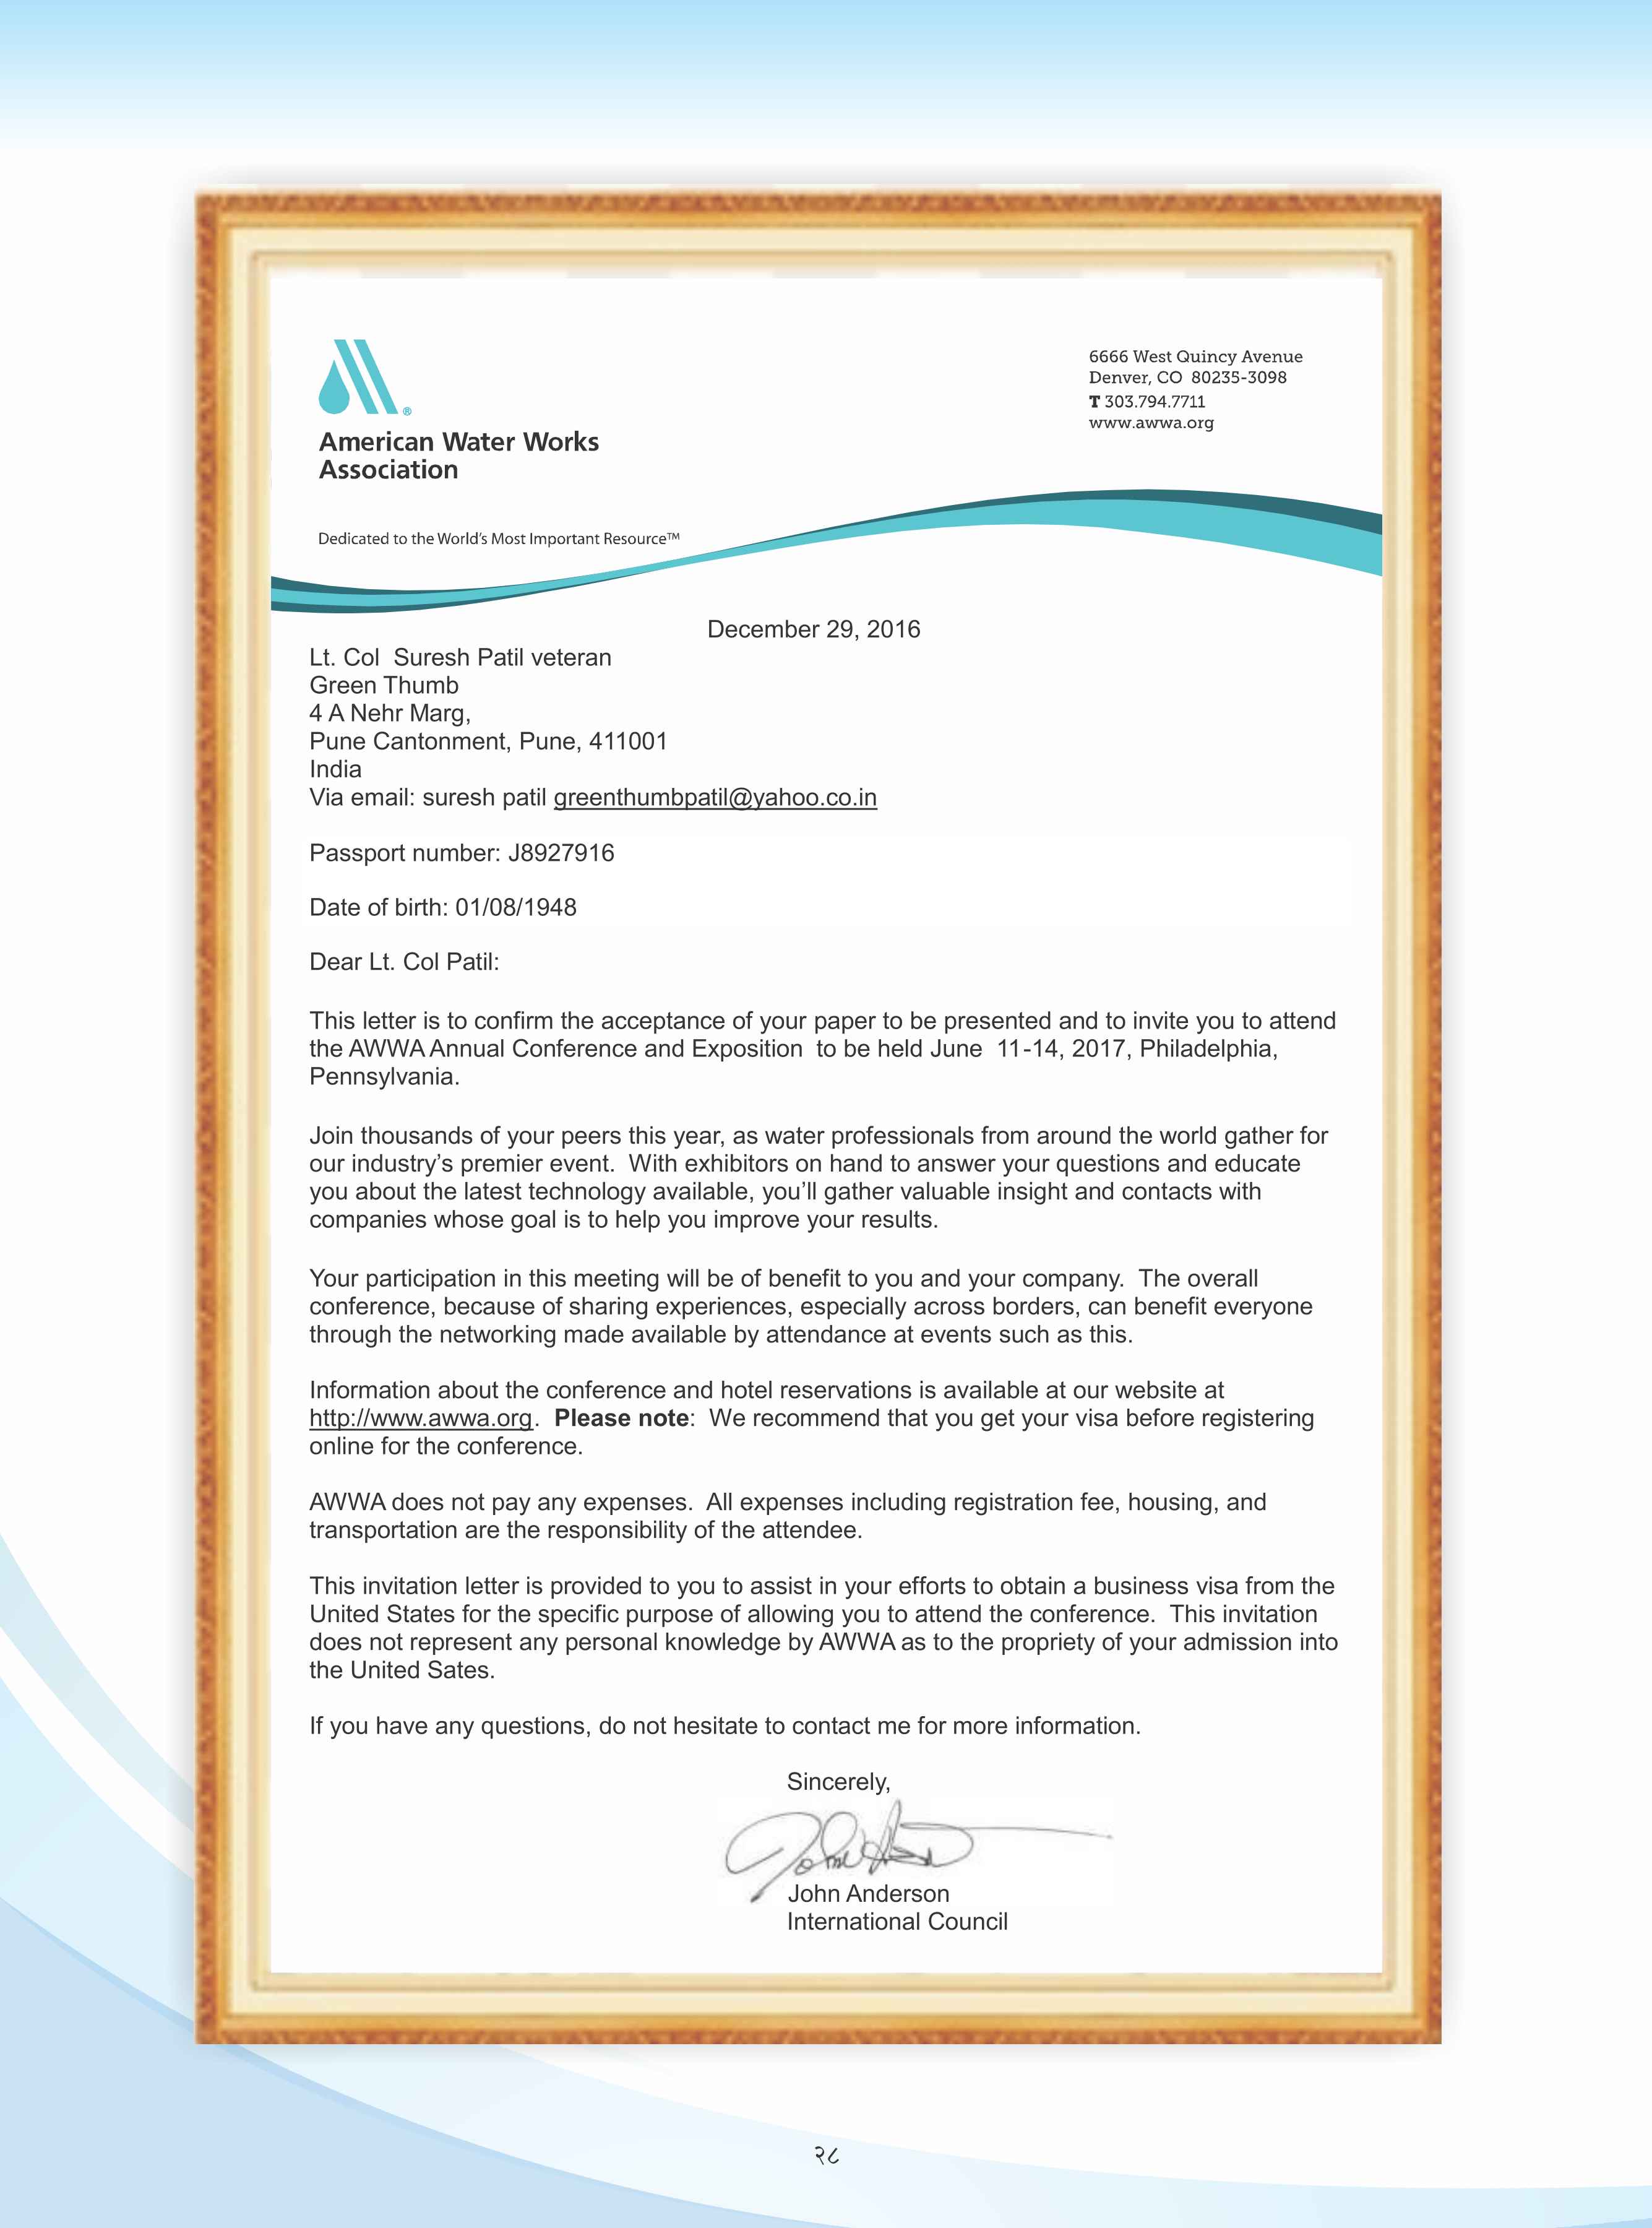 American Water Works
Association
Dedicated to the World's Most Important Resource™
6666 West Quincy Avenue
Denver, CO 80235-3098
T 303.794.7711
www.awwa.org
December 29, 2016
Lt. Col  Suresh Patil veteran
Green Thumb
4 A Nehr Marg,
Pune Cantonment, Pune, 411001
India
Via email: suresh patil greenthumbpatil@yahoo.co.in
Passport number: J8927916
Date of birth: 01/08/1948
Dear Lt. Col Patil:
This letter is to confirm the acceptance of your paper to be presented and to invite you to attend
the AWWA Annual Conference and Exposition  to be held June  11-14, 2017, Philadelphia,
Pennsylvania.
Join thousands of your peers this year, as water professionals from around the world gather for
our industry's premier event.  With exhibitors on hand to answer your questions and educate
you about the latest technology available, you'll gather valuable insight and contacts with
companies whose goal is to help you improve your results.
Your participation in this meeting will be of benefit to you and your company.  The overall
conference, because of sharing experiences, especially across borders, can benefit everyone
through the networking made available by attendance at events such as this.
Information about the conference and hotel reservations is available at our website at
http://www.awwa.org.  Please note:  We recommend that you get your visa before registering
online for the conference.
AWWA does not pay any expenses.  All expenses including registration fee, housing, and
transportation are the responsibility of the attendee.
This invitation letter is provided to you to assist in your efforts to obtain a business visa from the
United States for the specific purpose of allowing you to attend the conference.  This invitation
does not represent any personal knowledge by AWWA as to the propriety of your admission into
the United Sates.
If you have any questions, do not hesitate to contact me for more information.
Sincerely,
John Anderson
International Council
२८